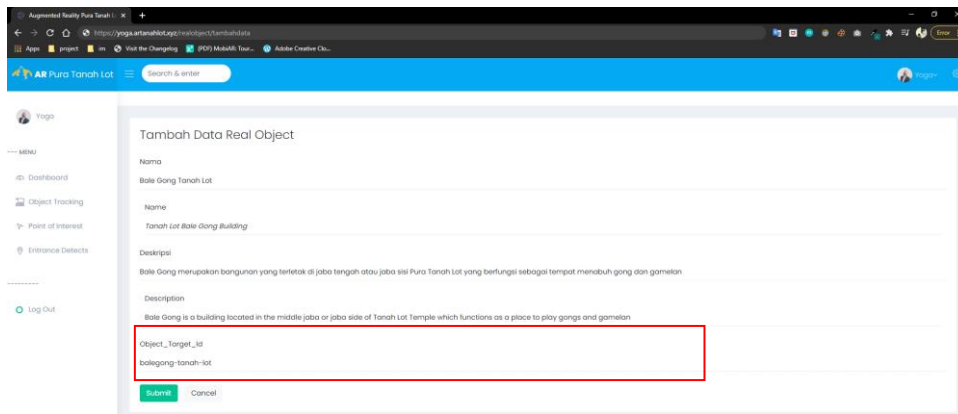 Augmented Reality Pura Tanah L
https://yoga.artanahlot.xyz/realobject/tambahdata
Error
Apps project im Visit the Changelog (PDF) MobiAR: Tour... Adobe Creative Clo...
AR Pura Tanah Lot Search & enter Yoga
Yoga
Tambah Data Real Object
--- MENU
Nama
Dashboard
Bale Gong Tanah Lot
Object Tracking
Name
Point of Interest
Tanah Lot Bale Gong Building
Entrance Detects
Deskripsi
Bale Gong merupakan bangunan yang terletak di jaba tengah atau jaba sisi Pura Tanah Lot yang berfungsi sebagai tempat menabuh gong dan gamelan
---------
Description
Log Out
Bale Gong is a building located in the middle jaba or jaba side of Tanah Lot Temple which functions as a place to play gongs and gamelan
Object_Target_Id
balegong-tanah-lot
Submit Cancel